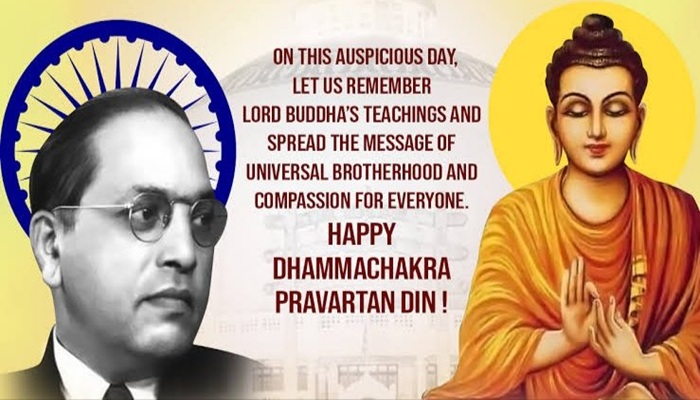 ON THIS AUSPICIOUS DAY,
LET US REMEMBER
LORD BUDDHA'S TEACHINGS AND
SPREAD THE MESSAGE OF
UNIVERSAL BROTHERHOOD AND
COMPASSION FOR EVERYONE.
HAPPY
DHAMMACHAKRA
PRAVARTAN DIN !